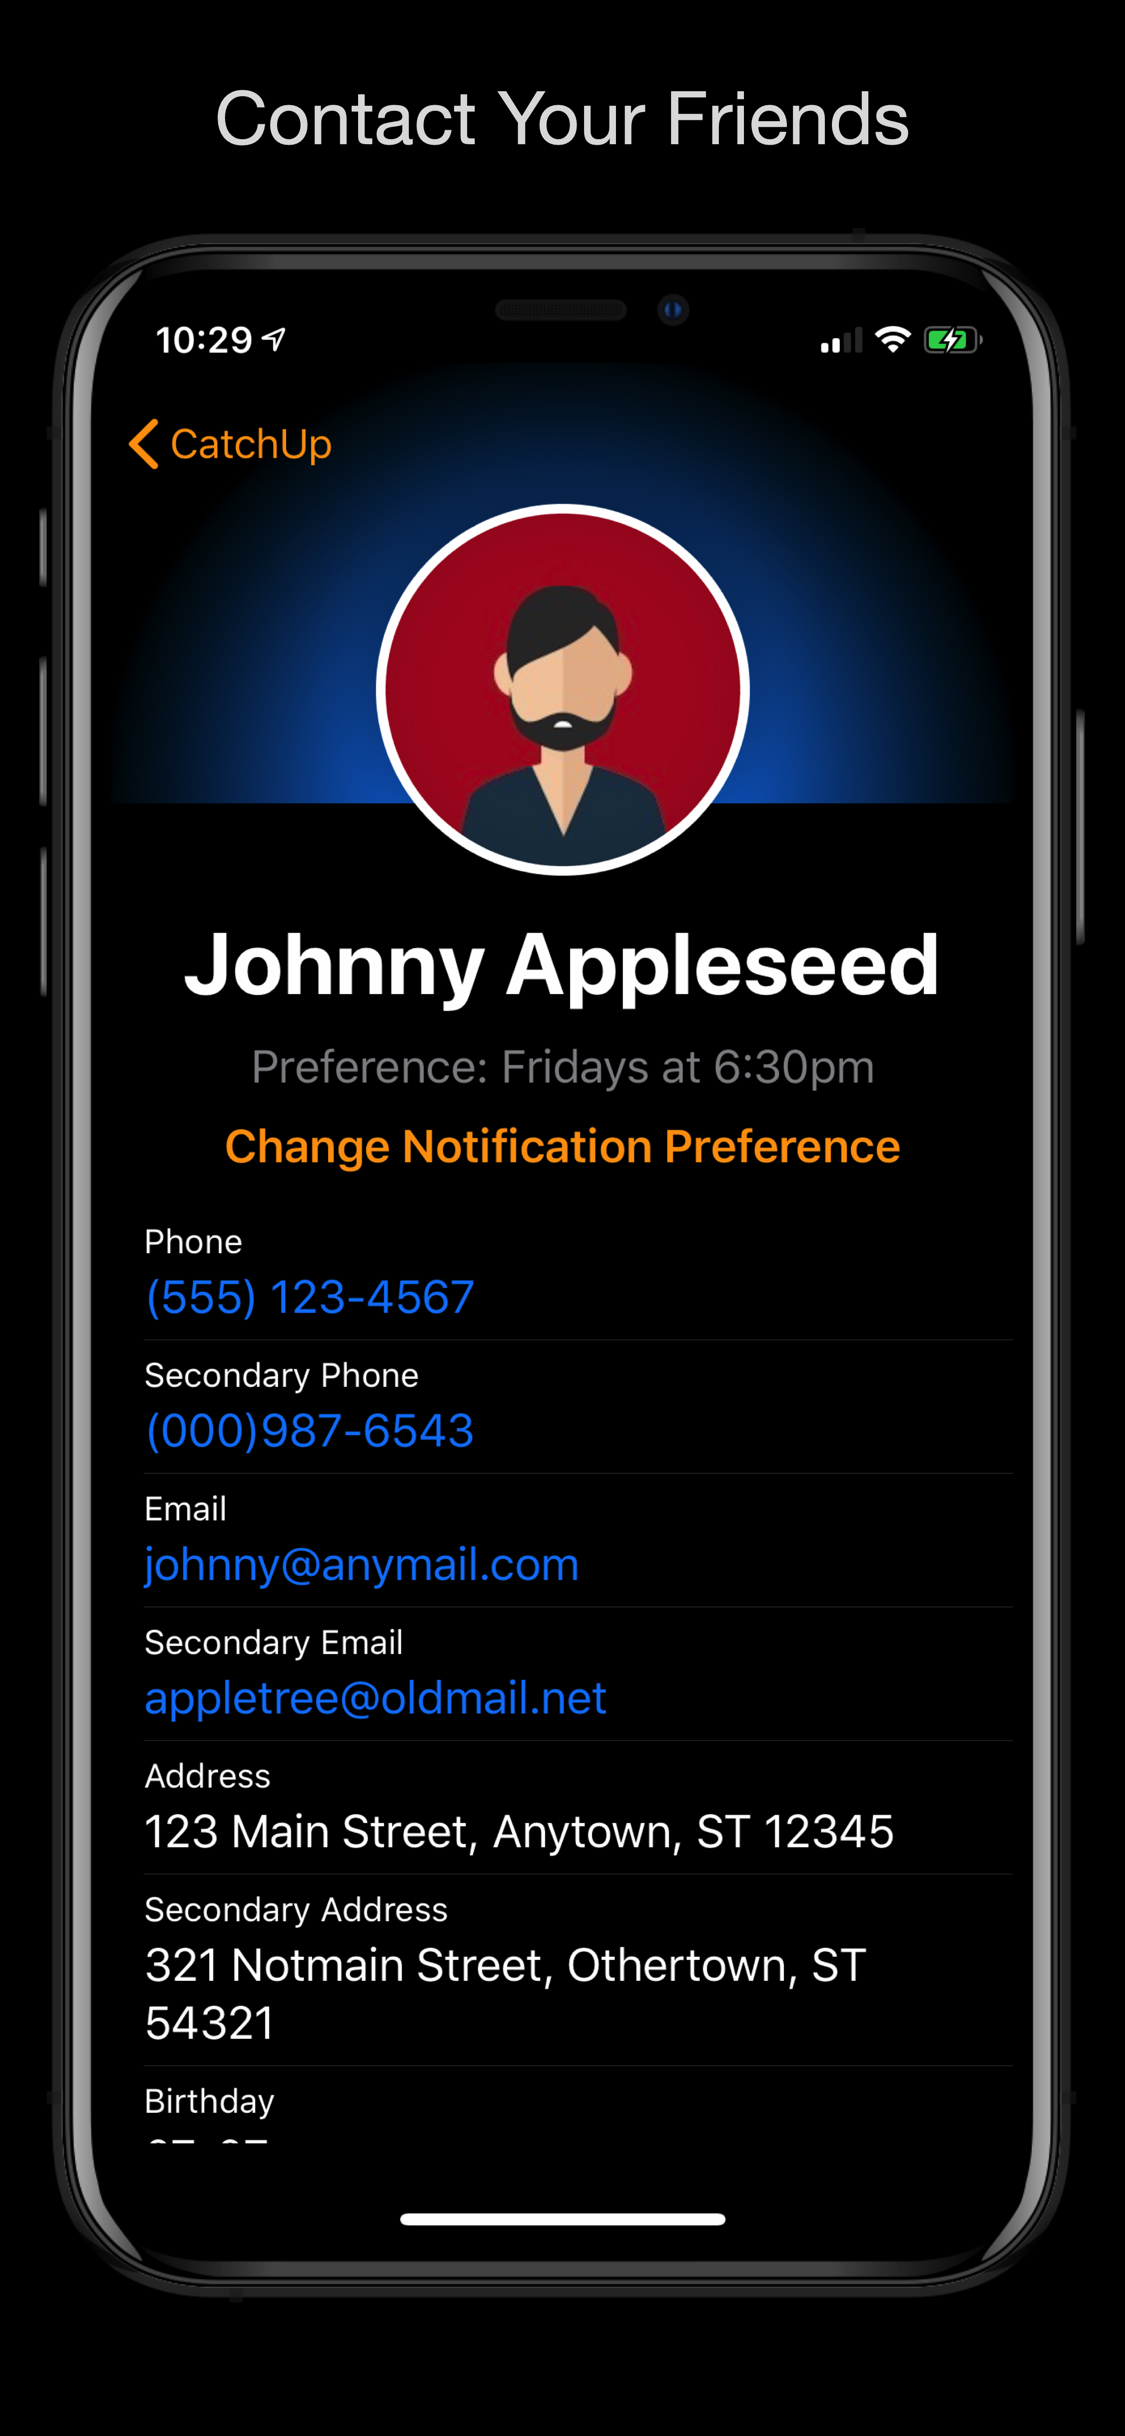 Contact Your Friends
10:29
CatchUp
Johnny Appleseed
Preference: Fridays at 6:30pm
Change Notification Preference
Phone
(555) 123-4567
Secondary Phone
(000)987-6543
Email
johnny@anymail.com
Secondary Email
appletree@oldmail.net
Address
123 Main Street, Anytown, ST 12345
Secondary Address
321 Notmain Street, Othertown, ST
54321
Birthday